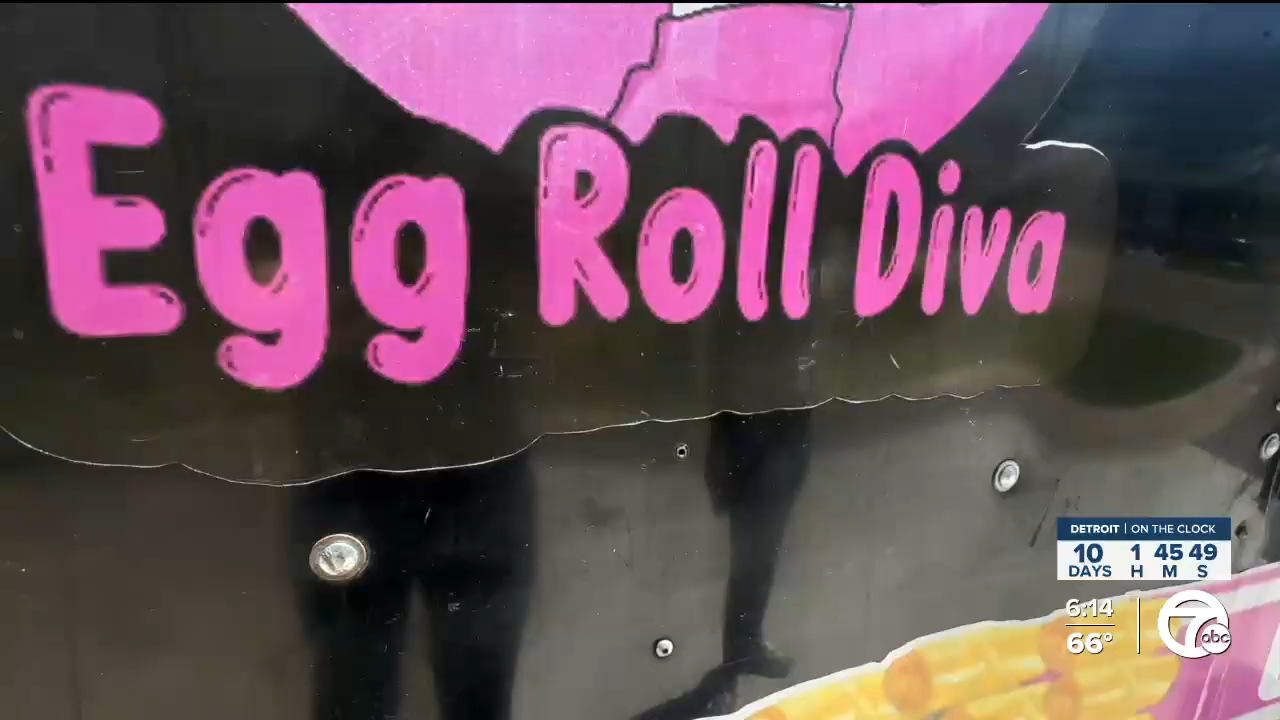 Egg Roll Diva
DETROIT | ON THE CLOCK
10 1 45 49
DAYS H M S
6:14
66°
7 abc